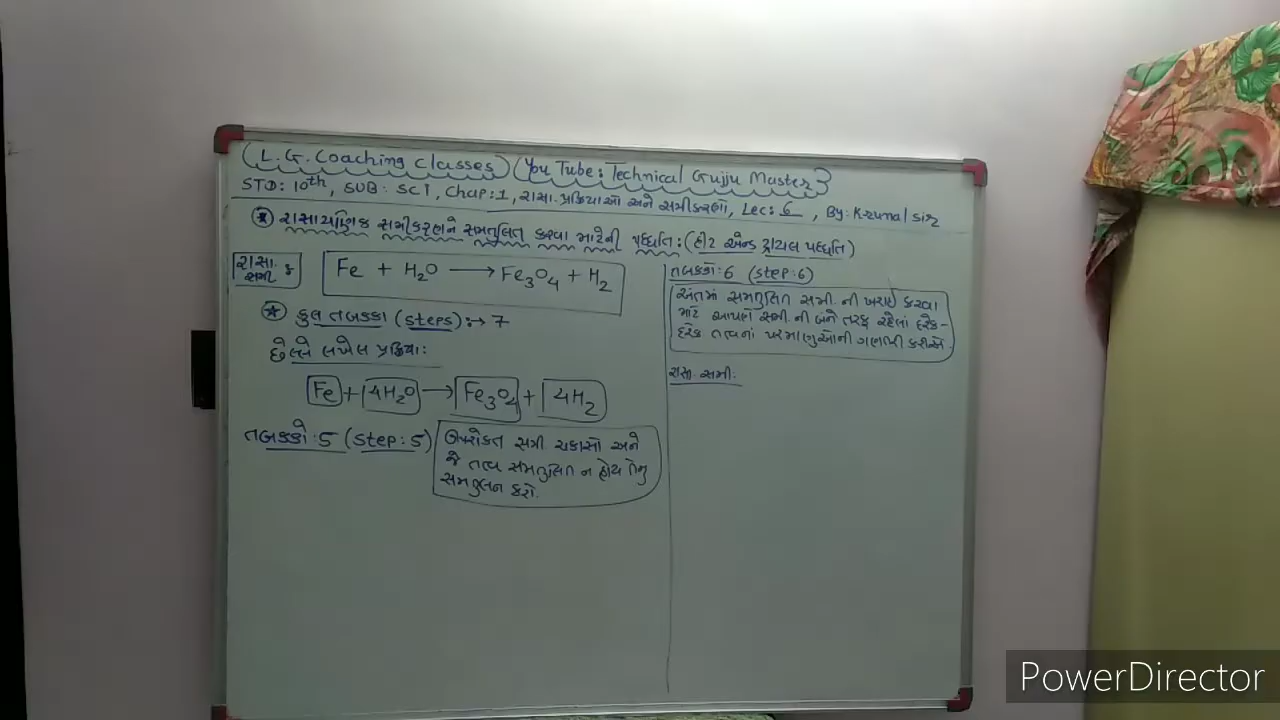 (L.G. Coaching classes) (You Tube: Technical Gujju Master)
STD: 10th, SUB: SCI, Chap: 1, રાસા. પ્રક્રિયાઓ અને સમીકરણો, Lec: 6, By: Krunal Sir
* રાસાયણિક સમીકરણને સમતુલિત કરવા માટેની પધ્ધતિ: (હીટ એન્ડ ટ્રાયલ પધ્ધતિ)
રાસા. સમી :
Fe + H₂O ⟶ Fe₃O₄ + H₂
* કુલ તબક્કા (steps) :→ 7
છેલ્લે લખેલ પ્રક્રિયા:
Fe + 4H₂O ⟶ Fe₃O₄ + 4H₂
તબક્કો: 5 (Step: 5)
ઉપરોક્ત સમી ચકાસો અને
જે તત્વ સમતુલિત ન હોય તેનું
સમતુલન કરો.
તબક્કો: 6 (Step: 6)
અંતમાં સમતુલિત સમી. ની ખરાઈ કરવા
માટે આપણે સમી. ની બંને તરફ રહેલાં દરેક-
દરેક તત્વનાં પરમાણુઓની ગણતરી કરીએ.
રાસા. સમી:
PowerDirector